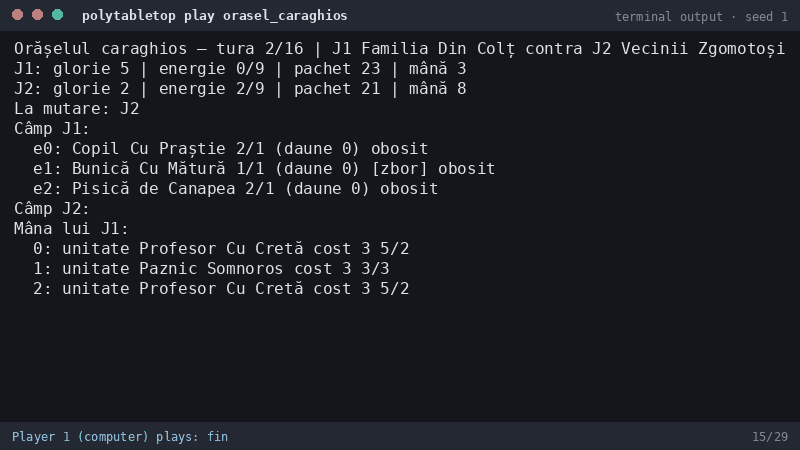 polytabletop play orasel_caraghios
terminal output · seed 1
Orășelul caraghios — tura 2/16 | J1 Familia Din Colț contra J2 Vecinii Zgomotoși
J1: glorie 5 | energie 0/9 | pachet 23 | mână 3
J2: glorie 2 | energie 2/9 | pachet 21 | mână 8
La mutare: J2
Câmp J1:
e0: Copil Cu Praștie 2/1 (daune 0) obosit
e1: Bunică Cu Mătură 1/1 (daune 0) [zbor] obosit
e2: Pisică de Canapea 2/1 (daune 0) obosit
Câmp J2:
Mâna lui J1:
0: unitate Profesor Cu Cretă cost 3 5/2
1: unitate Paznic Somnoros cost 3 3/3
2: unitate Profesor Cu Cretă cost 3 5/2
Player 1 (computer) plays: fin
15/29